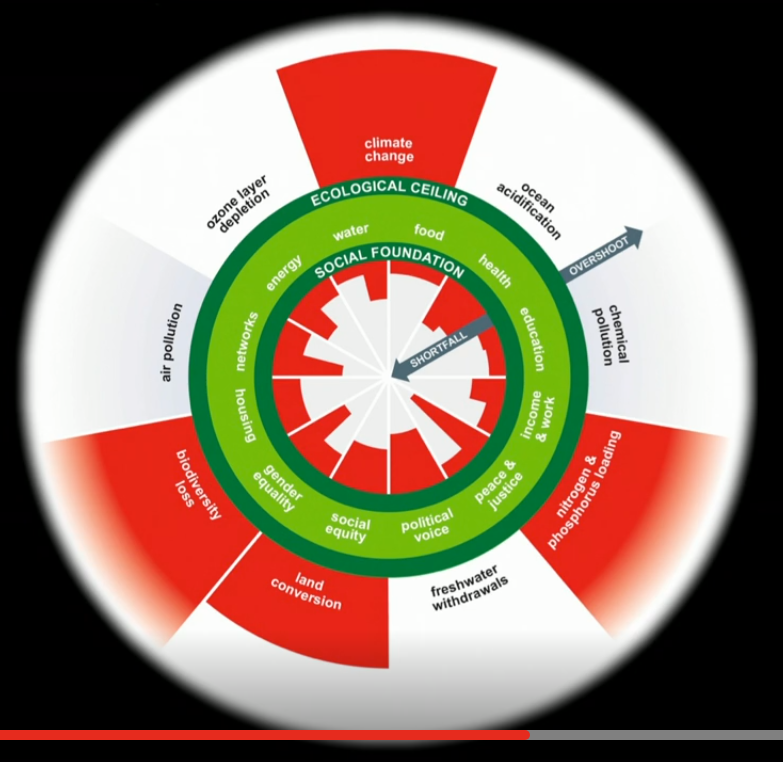 climate
change
ocean
acidification
chemical
pollution
nitrogen &
phosphorus loading
freshwater
withdrawals
land
conversion
biodiversity
loss
air pollution
ozone layer
depletion
ECOLOGICAL CEILING
OVERSHOOT
water
food
health
education
income
& work
peace &
justice
political
voice
social
equity
gender
equality
housing
networks
energy
SOCIAL FOUNDATION
SHORTFALL